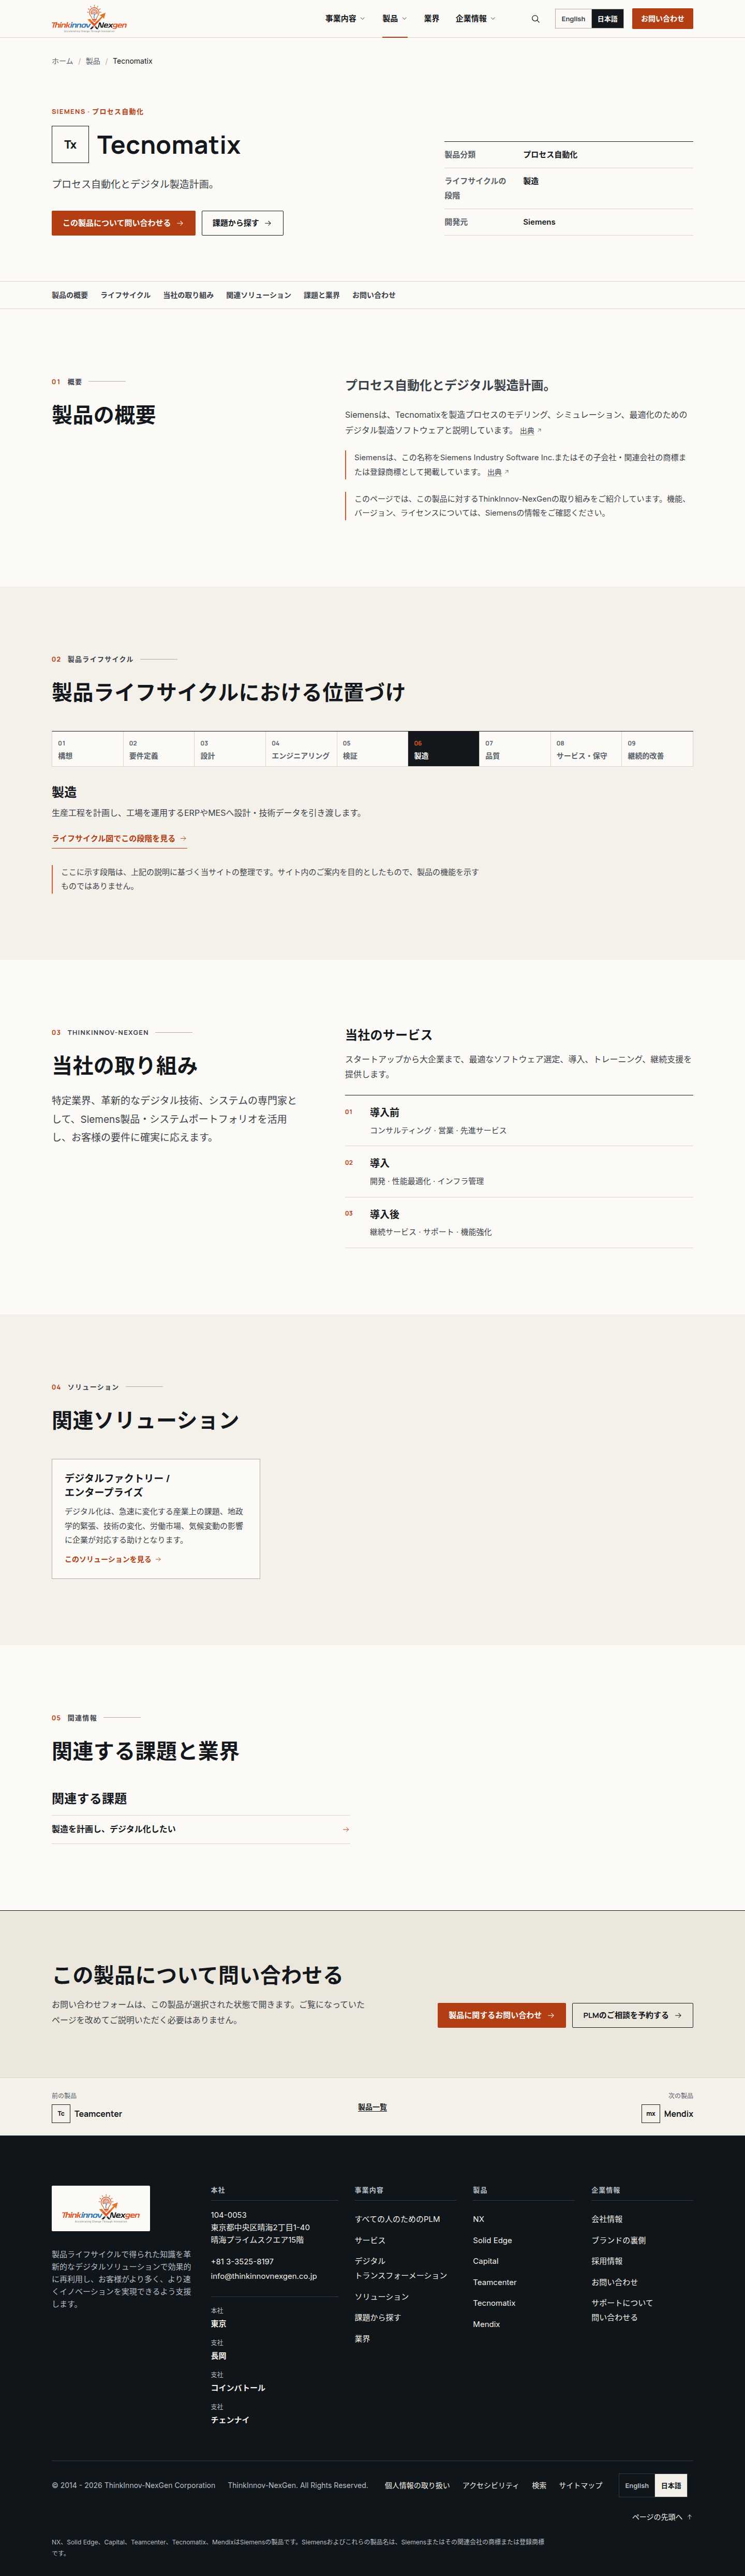 ThinkInnov Nexgen
事業内容
製品
業界
企業情報
English
日本語
お問い合わせ
ホーム / 製品 / Tecnomatix
SIEMENS · プロセス自動化
Tx
Tecnomatix
プロセス自動化とデジタル製造計画。
この製品について問い合わせる →
課題から探す →
製品分類 プロセス自動化
ライフサイクルの
段階
製造
開発元 Siemens
製品の概要 ライフサイクル 当社の取り組み 関連ソリューション 課題と業界 お問い合わせ
01 概要
製品の概要
プロセス自動化とデジタル製造計画。
Siemensは、Tecnomatixを製造プロセスのモデリング、シミュレーション、最適化のための
デジタル製造ソフトウェアと説明しています。 出典 ↗
Siemensは、この名称をSiemens Industry Software Inc.またはその子会社・関連会社の商標ま
たは登録商標として掲載しています。 出典 ↗
このページでは、この製品に対するThinkInnov-NexGenの取り組みをご紹介しています。機能、
バージョン、ライセンスについては、Siemensの情報をご確認ください。
02 製品ライフサイクル
製品ライフサイクルにおける位置づけ
01
構想
02
要件定義
03
設計
04
エンジニアリング
05
検証
06
製造
07
品質
08
サービス・保守
09
継続的改善
製造
生産工程を計画し、工場を運用するERPやMESへ設計・技術データを引き渡します。
ライフサイクル図でこの段階を見る →
ここに示す段階は、上記の説明に基づく当サイトの整理です。サイト内のご案内を目的としたもので、製品の機能を示す
ものではありません。
03 THINKINNOV-NEXGEN
当社の取り組み
特定業界、革新的なデジタル技術、システムの専門家と
して、Siemens製品・システムポートフォリオを活用
し、お客様の要件に確実に応えます。
当社のサービス
スタートアップから大企業まで、最適なソフトウェア選定、導入、トレーニング、継続支援を
提供します。
01 導入前
コンサルティング · 営業 · 先進サービス
02 導入
開発 · 性能最適化 · インフラ管理
03 導入後
継続サービス · サポート · 機能強化
04 ソリューション
関連ソリューション
デジタルファクトリー /
エンタープライズ
デジタル化は、急速に変化する産業上の課題、地政
学的緊張、技術の変化、労働市場、気候変動の影響
に企業が対応する助けとなります。
このソリューションを見る →
05 関連情報
関連する課題と業界
関連する課題
製造を計画し、デジタル化したい →
この製品について問い合わせる
お問い合わせフォームは、この製品が選択された状態で開きます。ご覧になっていた
ページを改めてご説明いただく必要はありません。
製品に関するお問い合わせ →
PLMのご相談を予約する →
前の製品
Tc Teamcenter
製品一覧
次の製品
mx Mendix
ThinkInnov Nexgen
製品ライフサイクルで得られた知識を革
新的なデジタルソリューションで効果的
に再利用し、お客様がより多く、より速
くイノベーションを実現できるよう支援
します。
本社
104-0053
東京都中央区晴海2丁目1-40
晴海プライムスクエア15階
+81 3-3525-8197
info@thinkinnovnexgen.co.jp
本社
東京
支社
長岡
支社
コインバトール
支社
チェンナイ
事業内容
すべての人のためのPLM
サービス
デジタル
トランスフォーメーション
ソリューション
課題から探す
業界
製品
NX
Solid Edge
Capital
Teamcenter
Tecnomatix
Mendix
企業情報
会社情報
ブランドの裏側
採用情報
お問い合わせ
サポートについて
問い合わせる
© 2014 - 2026 ThinkInnov-NexGen Corporation ThinkInnov-NexGen. All Rights Reserved.
個人情報の取り扱い アクセシビリティ 検索 サイトマップ
English 日本語
ページの先頭へ ↑
NX、Solid Edge、Capital、Teamcenter、Tecnomatix、MendixはSiemensの製品です。Siemensおよびこれらの製品名は、Siemensまたはその関連会社の商標または登録商標
です。